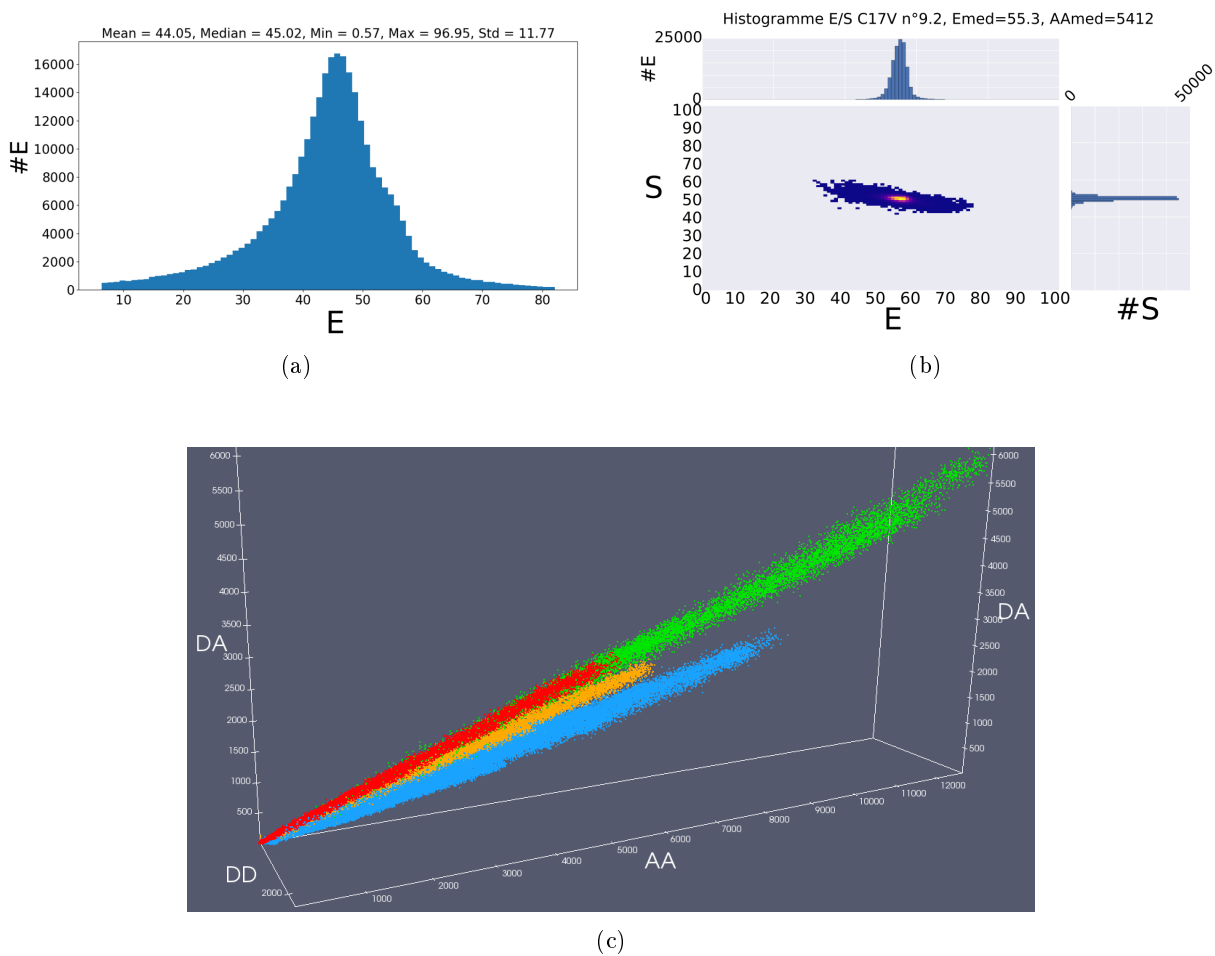 Mean = 44.05, Median = 45.02, Min = 0.57, Max = 96.95, Std = 11.77
#E
16000
14000
12000
10000
8000
6000
4000
2000
0
10 20 30 40 50 60 70 80
E
(a)
Histogramme E/S C17V n°9.2, Emed=55.3, AAmed=5412
#E
25000
0
0
50000
S
100
90
80
70
60
50
40
30
20
10
0
0 10 20 30 40 50 60 70 80 90 100
E
#S
(b)
DA
6000
5500
5000
4500
4000
3500
3000
2500
2000
1500
1000
500
DD
2000
1000 2000 3000 4000 5000 6000 7000 8000 9000 10000 11000 12000
AA
DA
6000
5500
5000
4500
4000
3500
3000
2500
2000
1500
1000
500
(c)